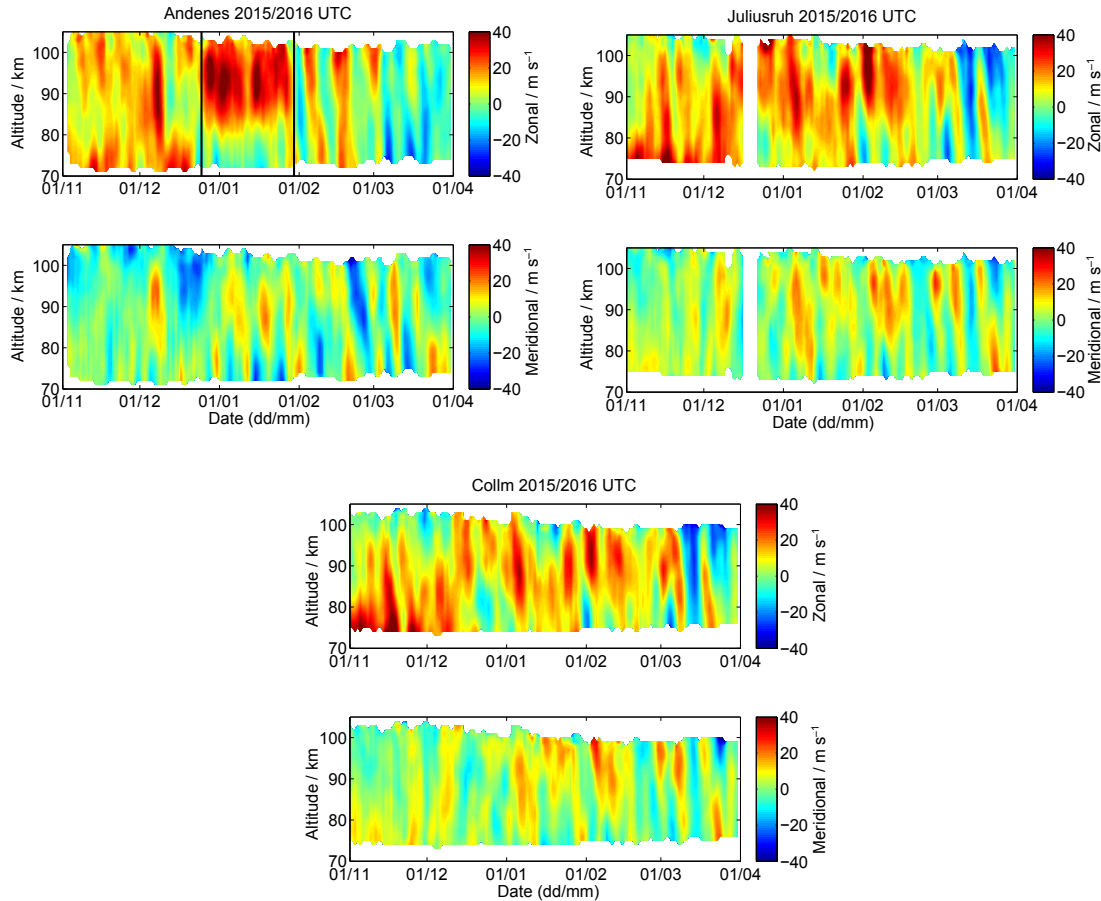 Andenes 2015/2016 UTC
Altitude / km
100
90
80
70
01/11 01/12 01/01 01/02 01/03 01/04
40
20
0
−20
−40
Zonal / m s⁻¹
Juliusruh 2015/2016 UTC
Altitude / km
100
90
80
70
01/11 01/12 01/01 01/02 01/03 01/04
40
20
0
−20
−40
Zonal / m s⁻¹
Altitude / km
100
90
80
70
01/11 01/12 01/01 01/02 01/03 01/04
Date (dd/mm)
40
20
0
−20
−40
Meridional / m s⁻¹
Altitude / km
100
90
80
70
01/11 01/12 01/01 01/02 01/03 01/04
Date (dd/mm)
40
20
0
−20
−40
Meridional / m s⁻¹
Collm 2015/2016 UTC
Altitude / km
100
90
80
70
01/11 01/12 01/01 01/02 01/03 01/04
40
20
0
−20
−40
Zonal / m s⁻¹
Altitude / km
100
90
80
70
01/11 01/12 01/01 01/02 01/03 01/04
Date (dd/mm)
40
20
0
−20
−40
Meridional / m s⁻¹